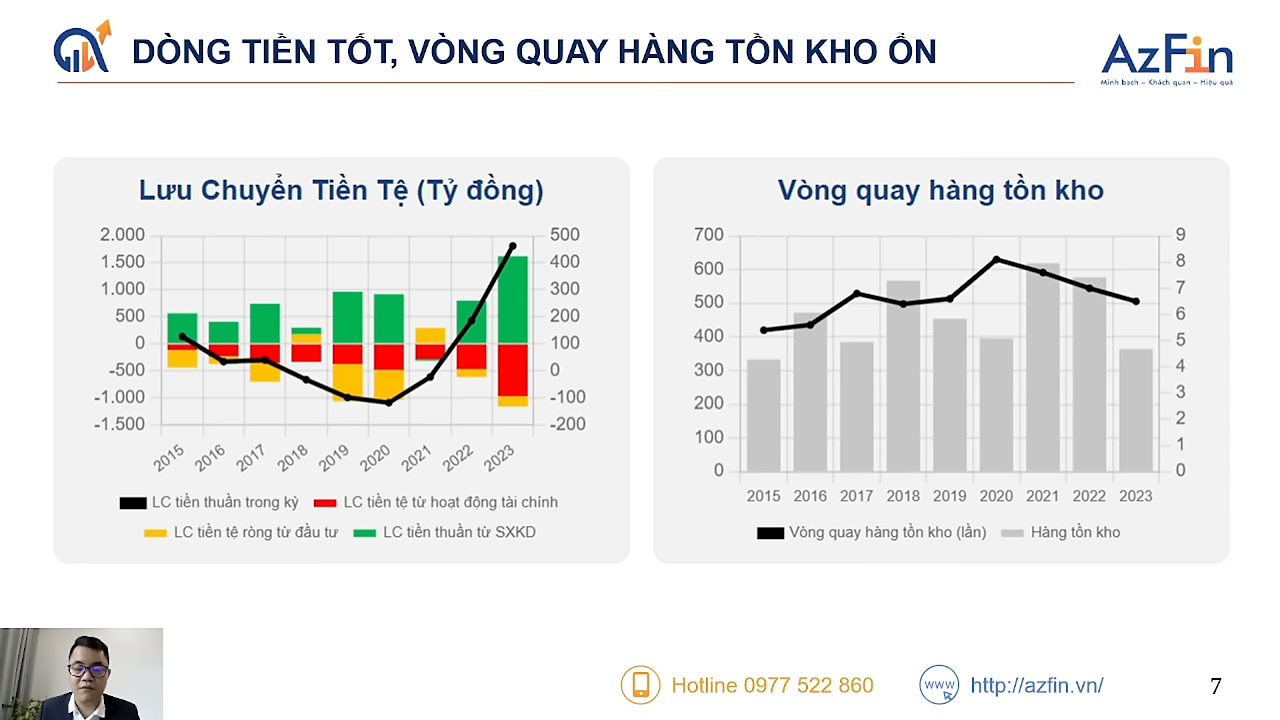 DÒNG TIỀN TỐT, VÒNG QUAY HÀNG TỒN KHO ỔN
AzFin
Minh bạch – Khách quan – Hiệu quả
Lưu Chuyển Tiền Tệ (Tỷ đồng)
2.000
1.500
1.000
500
0
-500
-1.000
-1.500
500
400
300
200
100
0
-100
-200
2015 2016 2017 2018 2019 2020 2021 2022 2023
LC tiền thuần trong kỳ LC tiền tệ từ hoạt động tài chính
LC tiền tệ ròng từ đầu tư LC tiền thuần từ SXKD
Vòng quay hàng tồn kho
700
600
500
400
300
200
100
0
9
8
7
6
5
4
3
2
1
0
2015 2016 2017 2018 2019 2020 2021 2022 2023
Vòng quay hàng tồn kho (lần) Hàng tồn kho
Hotline 0977 522 860
www
http://azfin.vn/
7